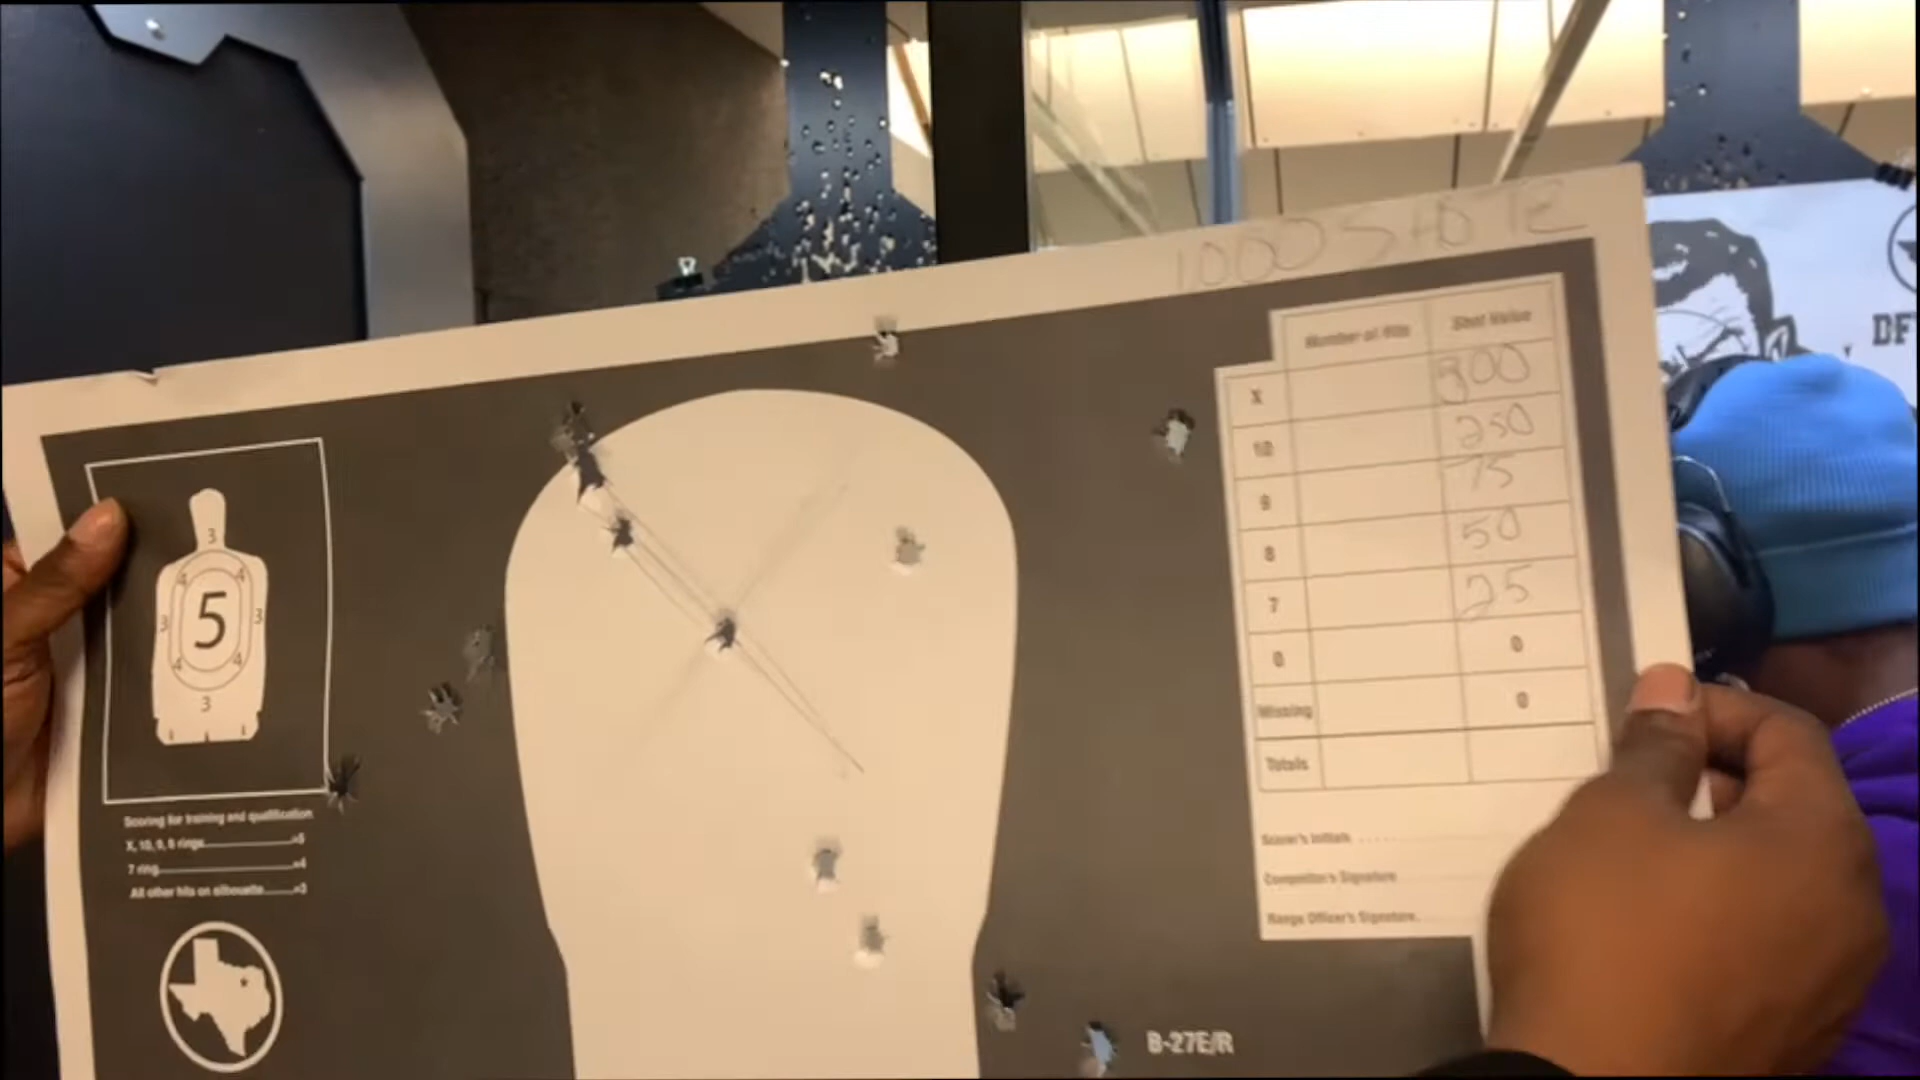 1000 SHOTS
Number of Hits Shot Value
X 300
10 250
9 75
8 50
7 25
0 0
Missing 0
Totals
Scorer's Initials
Competitor's Signature
Range Officer's Signature
3
4 4
3 5 3
4 4
3
Scoring for training and qualification
X, 10, 9, 8 rings =5
7 ring =4
All other hits on silhouette =3
B-27E/R
DF